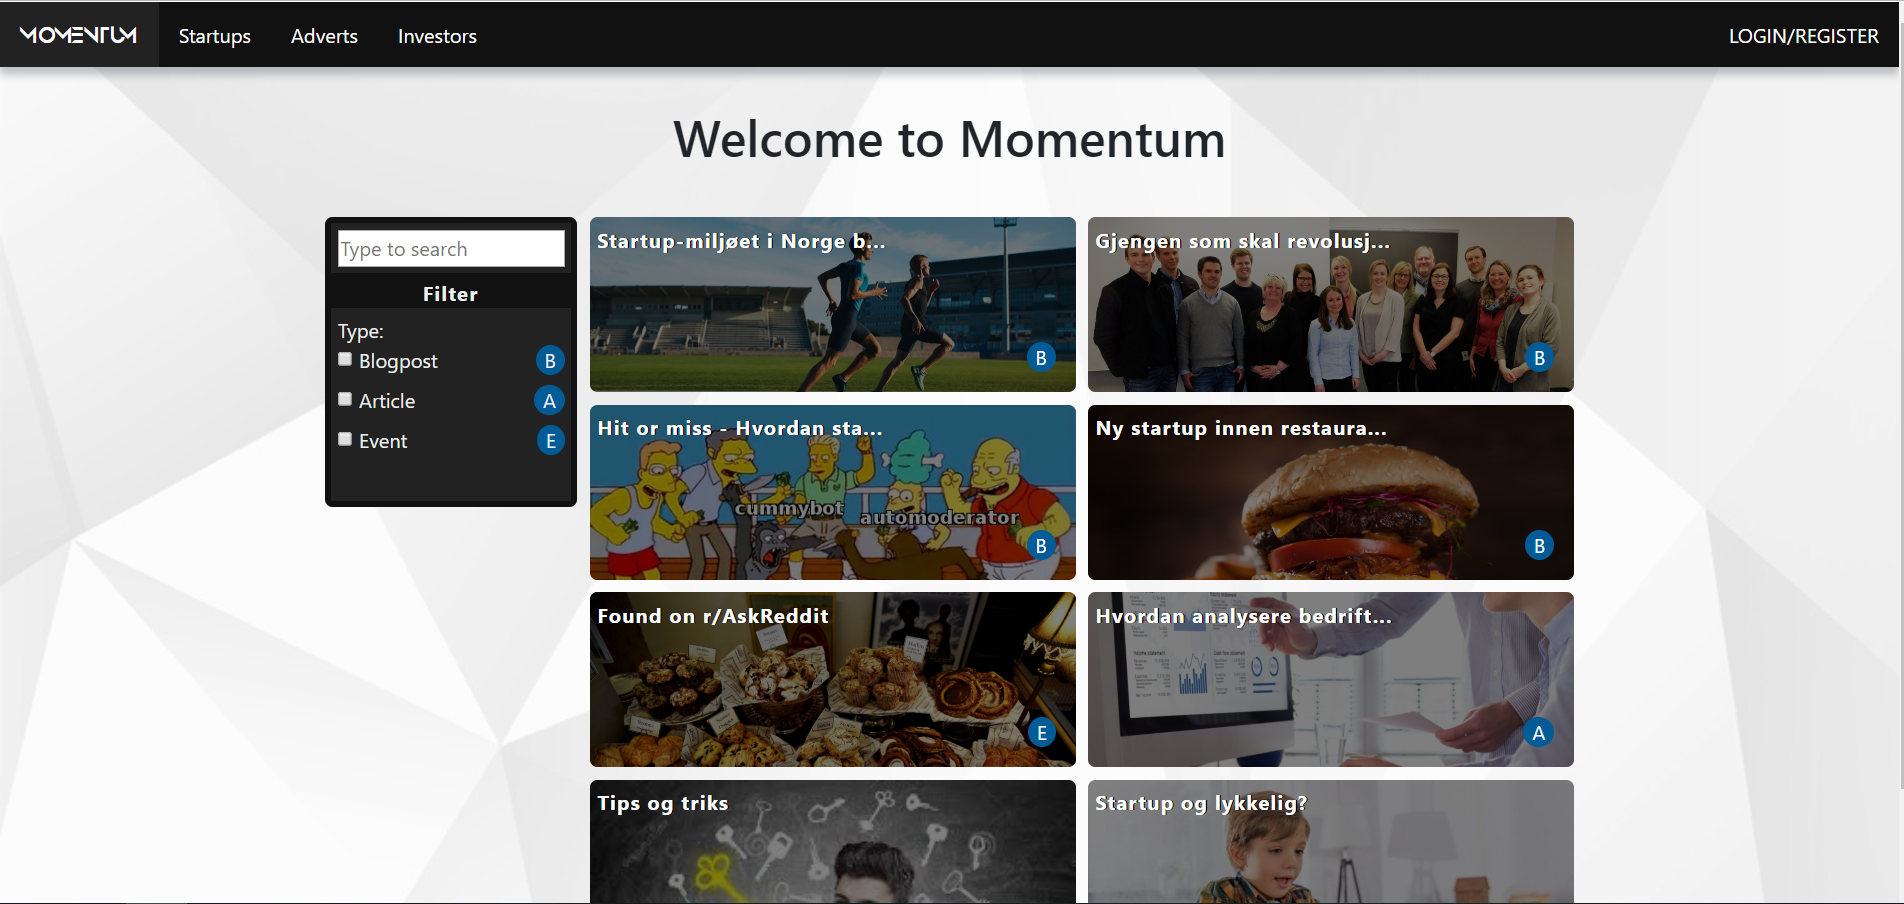 MOMENTUM
Startups
Adverts
Investors
LOGIN/REGISTER
Welcome to Momentum
Type to search
Filter
Type:
Blogpost B
Article A
Event E
Startup-miljøet i Norge b...
B
Gjengen som skal revolusj...
B
Hit or miss - Hvordan sta...
cummybot
automoderator
B
Ny startup innen restaura...
B
Found on r/AskReddit
E
Hvordan analysere bedrift...
A
Tips og triks
Startup og lykkelig?